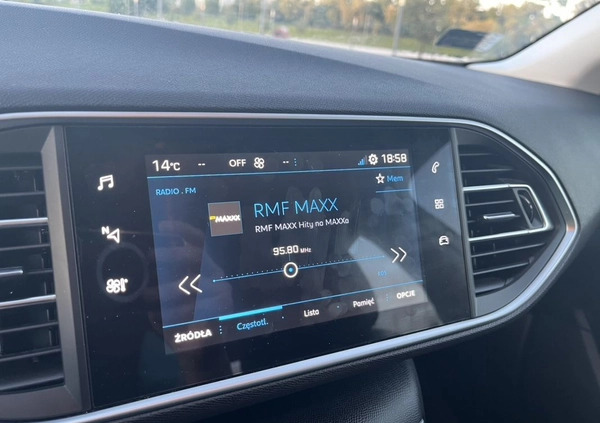 14°C -- OFF -- 18:58
RADIO . FM
Mem
MAXXX
RMF MAXX
RMF MAXX Hity na MAXXa
N
95.80 MHz
ŹRÓDŁA
Częstotl.
Lista
Pamięć
OPCJE